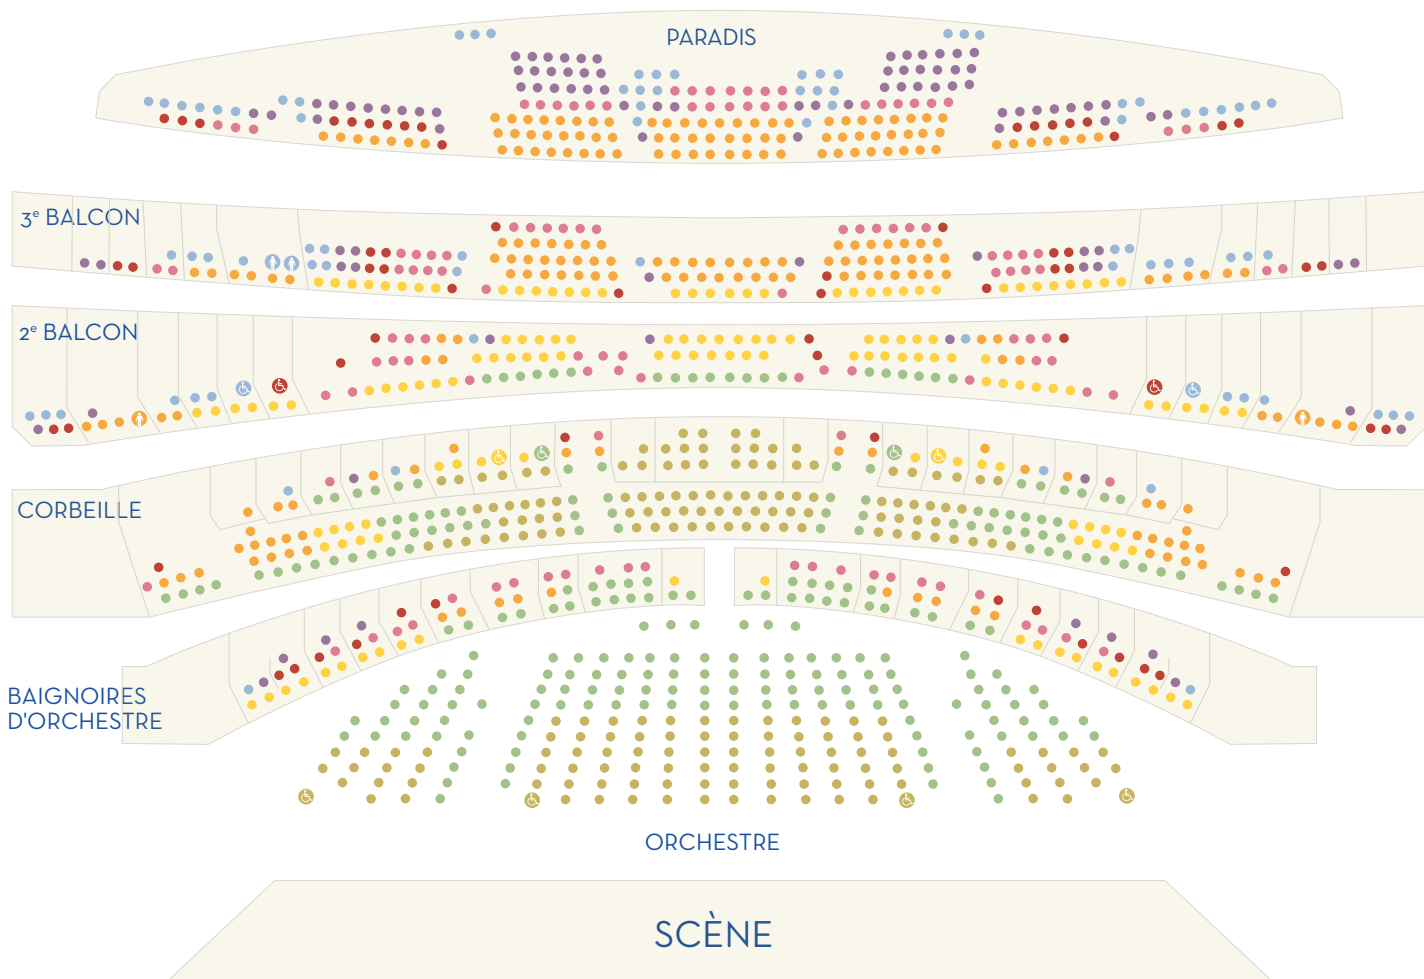 PARADIS
3e BALCON
2e BALCON
CORBEILLE
BAIGNOIRES
D'ORCHESTRE
ORCHESTRE
SCÈNE